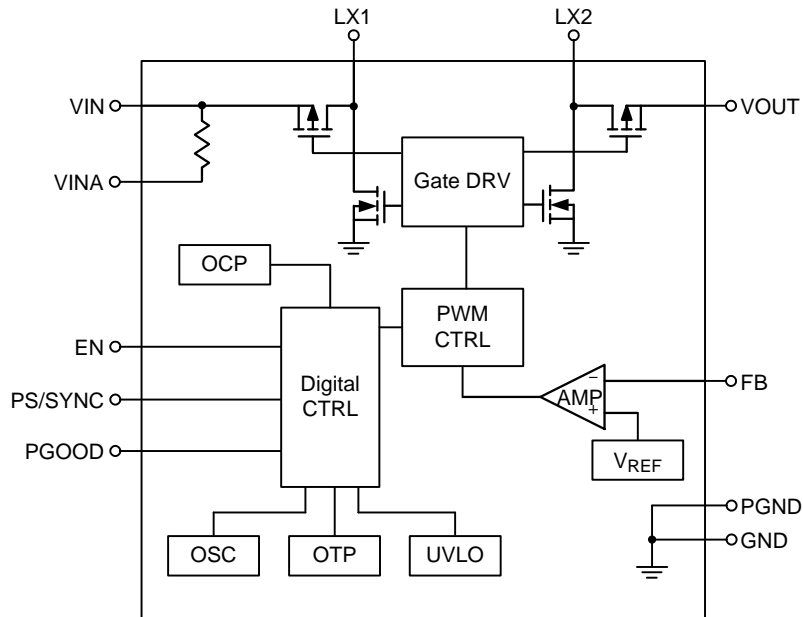 LX1
LX2
VIN
VOUT
VINA
Gate DRV
OCP
PWM
CTRL
EN
Digital
CTRL
PS/SYNC
PGOOD
−
AMP
+
FB
VREF
PGND
GND
OSC
OTP
UVLO